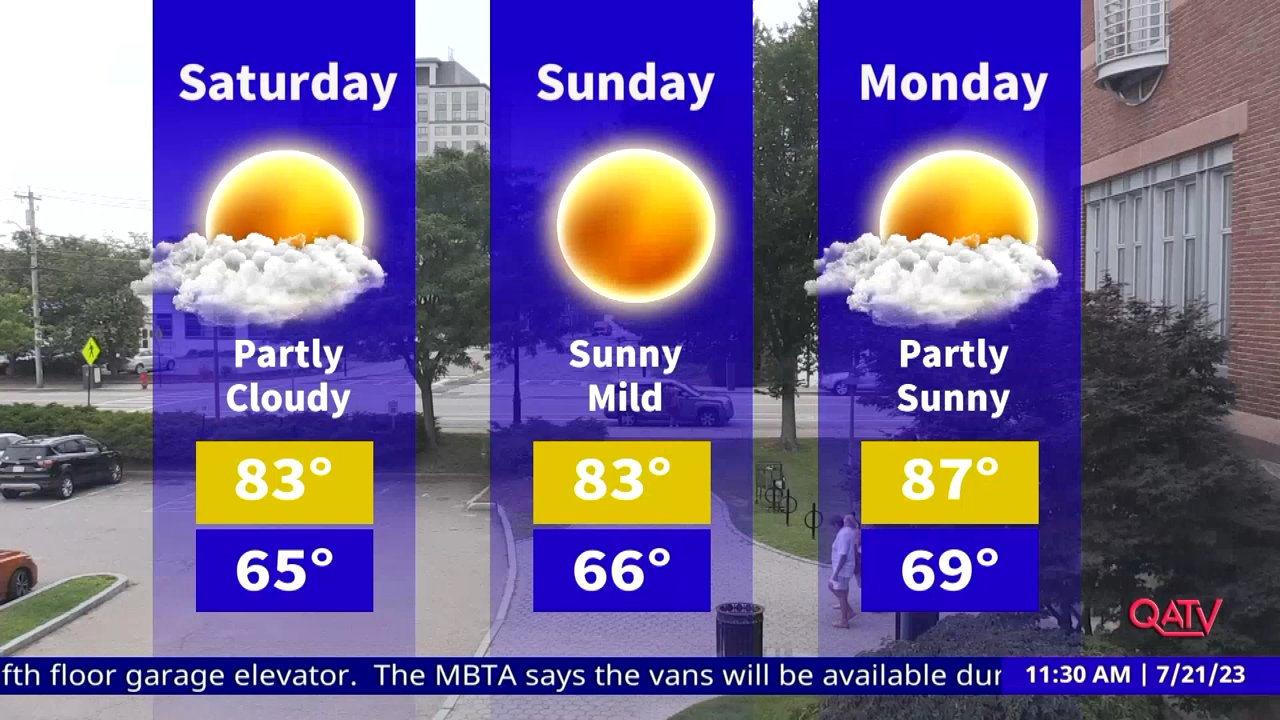 Saturday
Partly
Cloudy
83°
65°
Sunday
Sunny
Mild
83°
66°
Monday
Partly
Sunny
87°
69°
QATV
fth floor garage elevator.  The MBTA says the vans will be available dur
11:30 AM | 7/21/23